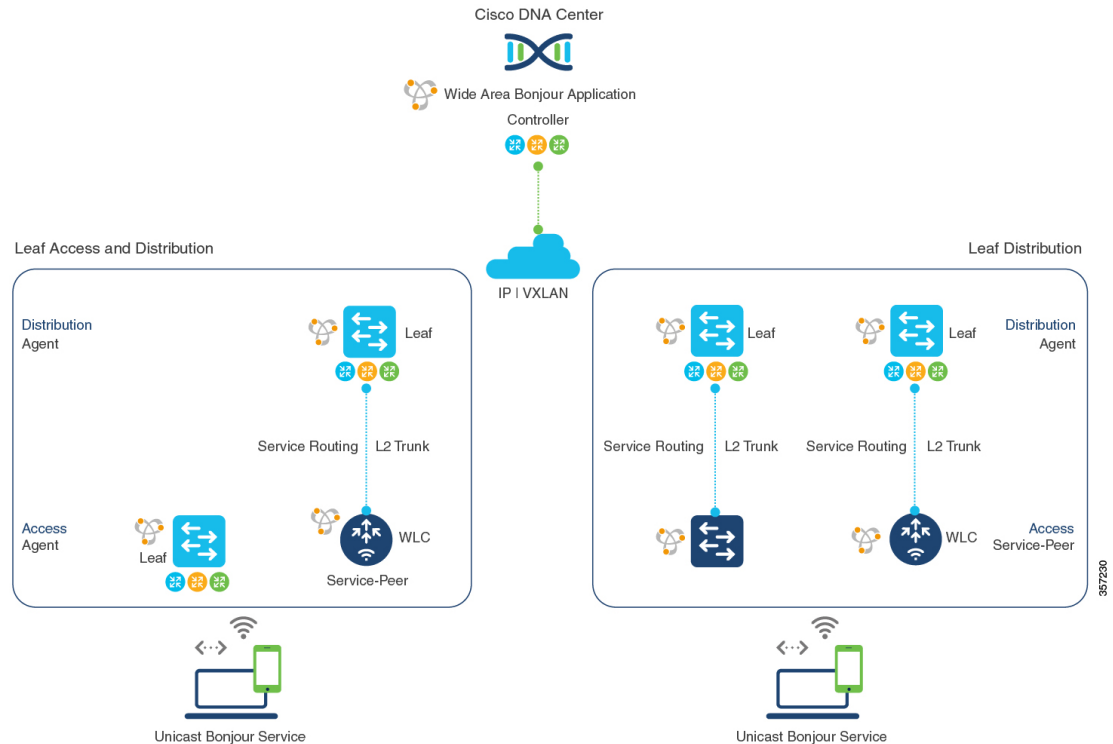 Cisco DNA Center
Wide Area Bonjour Application
Controller
IP | VXLAN
Leaf Access and Distribution
Distribution
Agent
Leaf
Service Routing
L2 Trunk
Access
Agent
Leaf
WLC
Service-Peer
Unicast Bonjour Service
Leaf Distribution
Leaf
Leaf
Distribution
Agent
Service Routing
L2 Trunk
Service Routing
L2 Trunk
WLC
Access
Service-Peer
Unicast Bonjour Service
357230